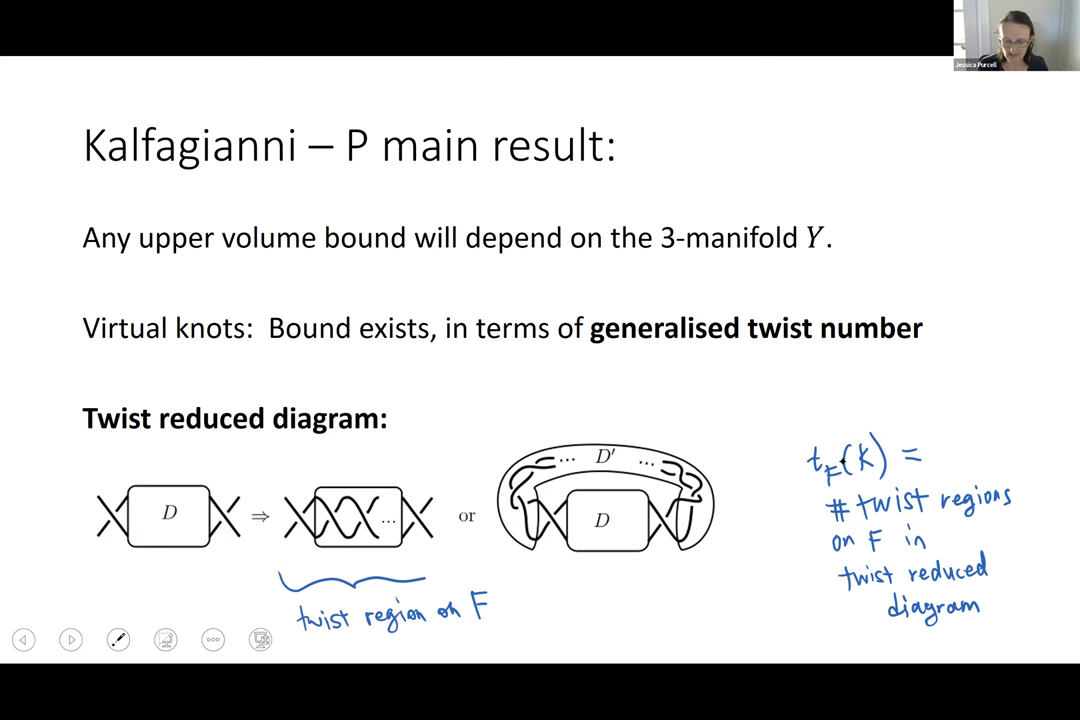 Jessica Purcell
Kalfagianni – P main result:
Any upper volume bound will depend on the 3-manifold Y.
Virtual knots: Bound exists, in terms of generalised twist number
Twist reduced diagram:
D ⇒ ... or D ... D' ...
twist region on F
t_F(K) =
# twist regions
on F in
twist reduced
diagram